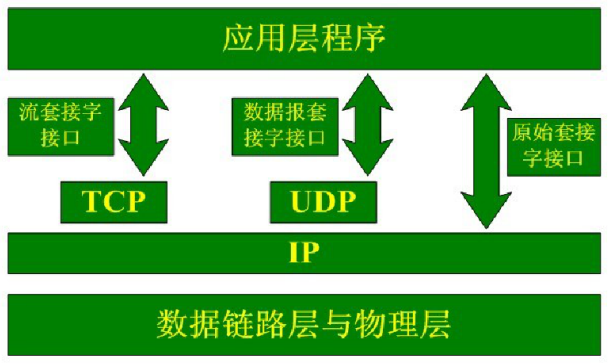 应用层程序
流套接字
接口
数据报套
接字接口
原始套接
字接口
TCP
UDP
IP
数据链路层与物理层